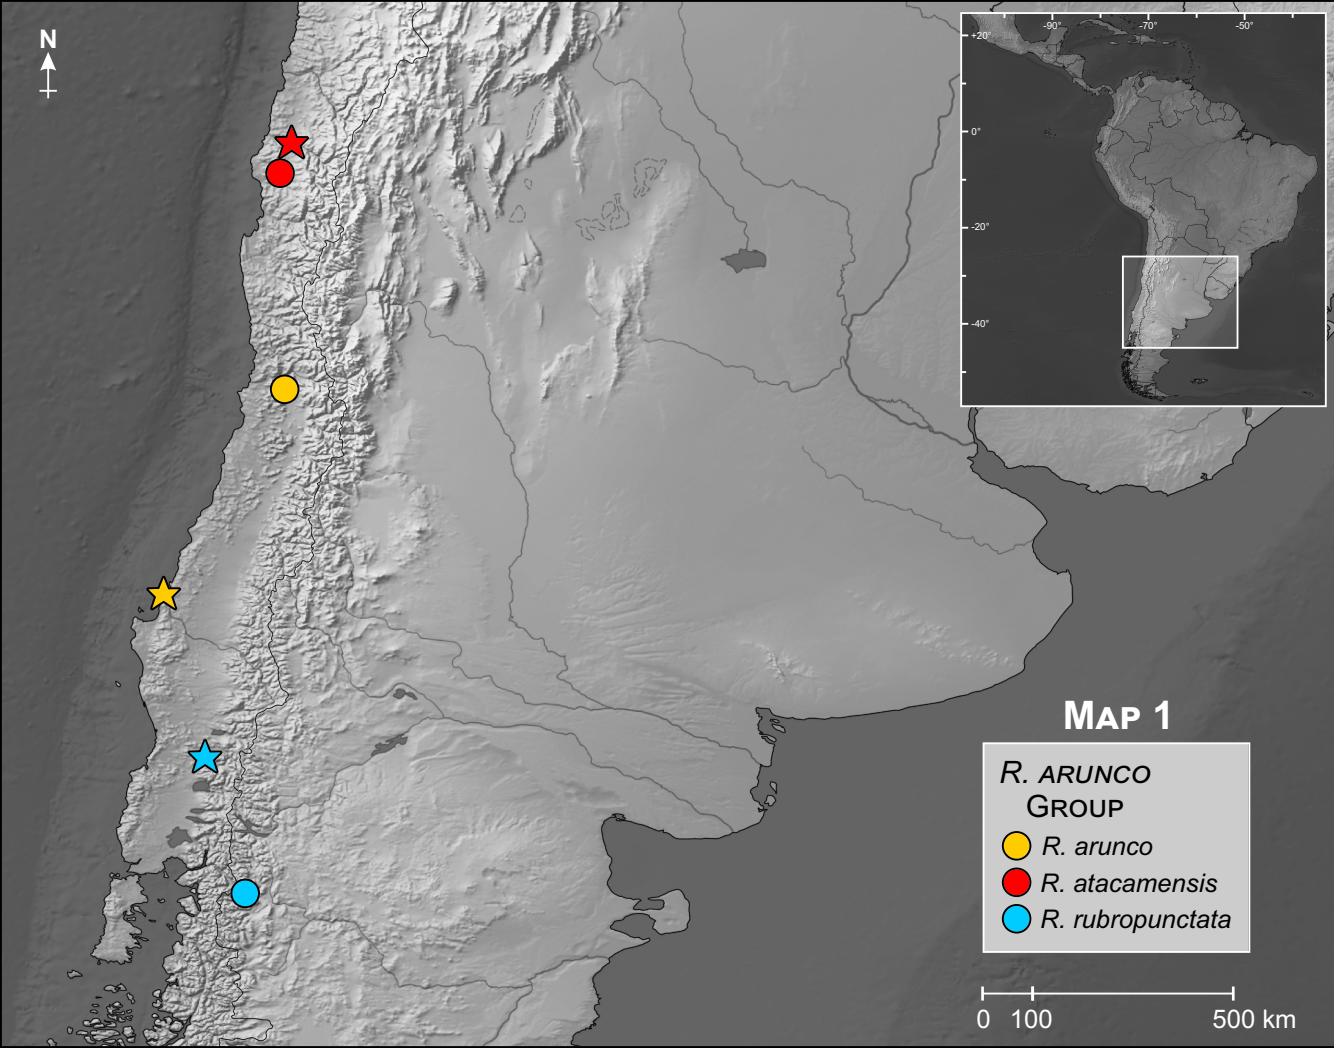 N
-90°
-70°
-50°
+20°
0°
-20°
-40°
MAP 1
R. ARUNCO
GROUP
R. arunco
R. atacamensis
R. rubropunctata
0 100 500 km